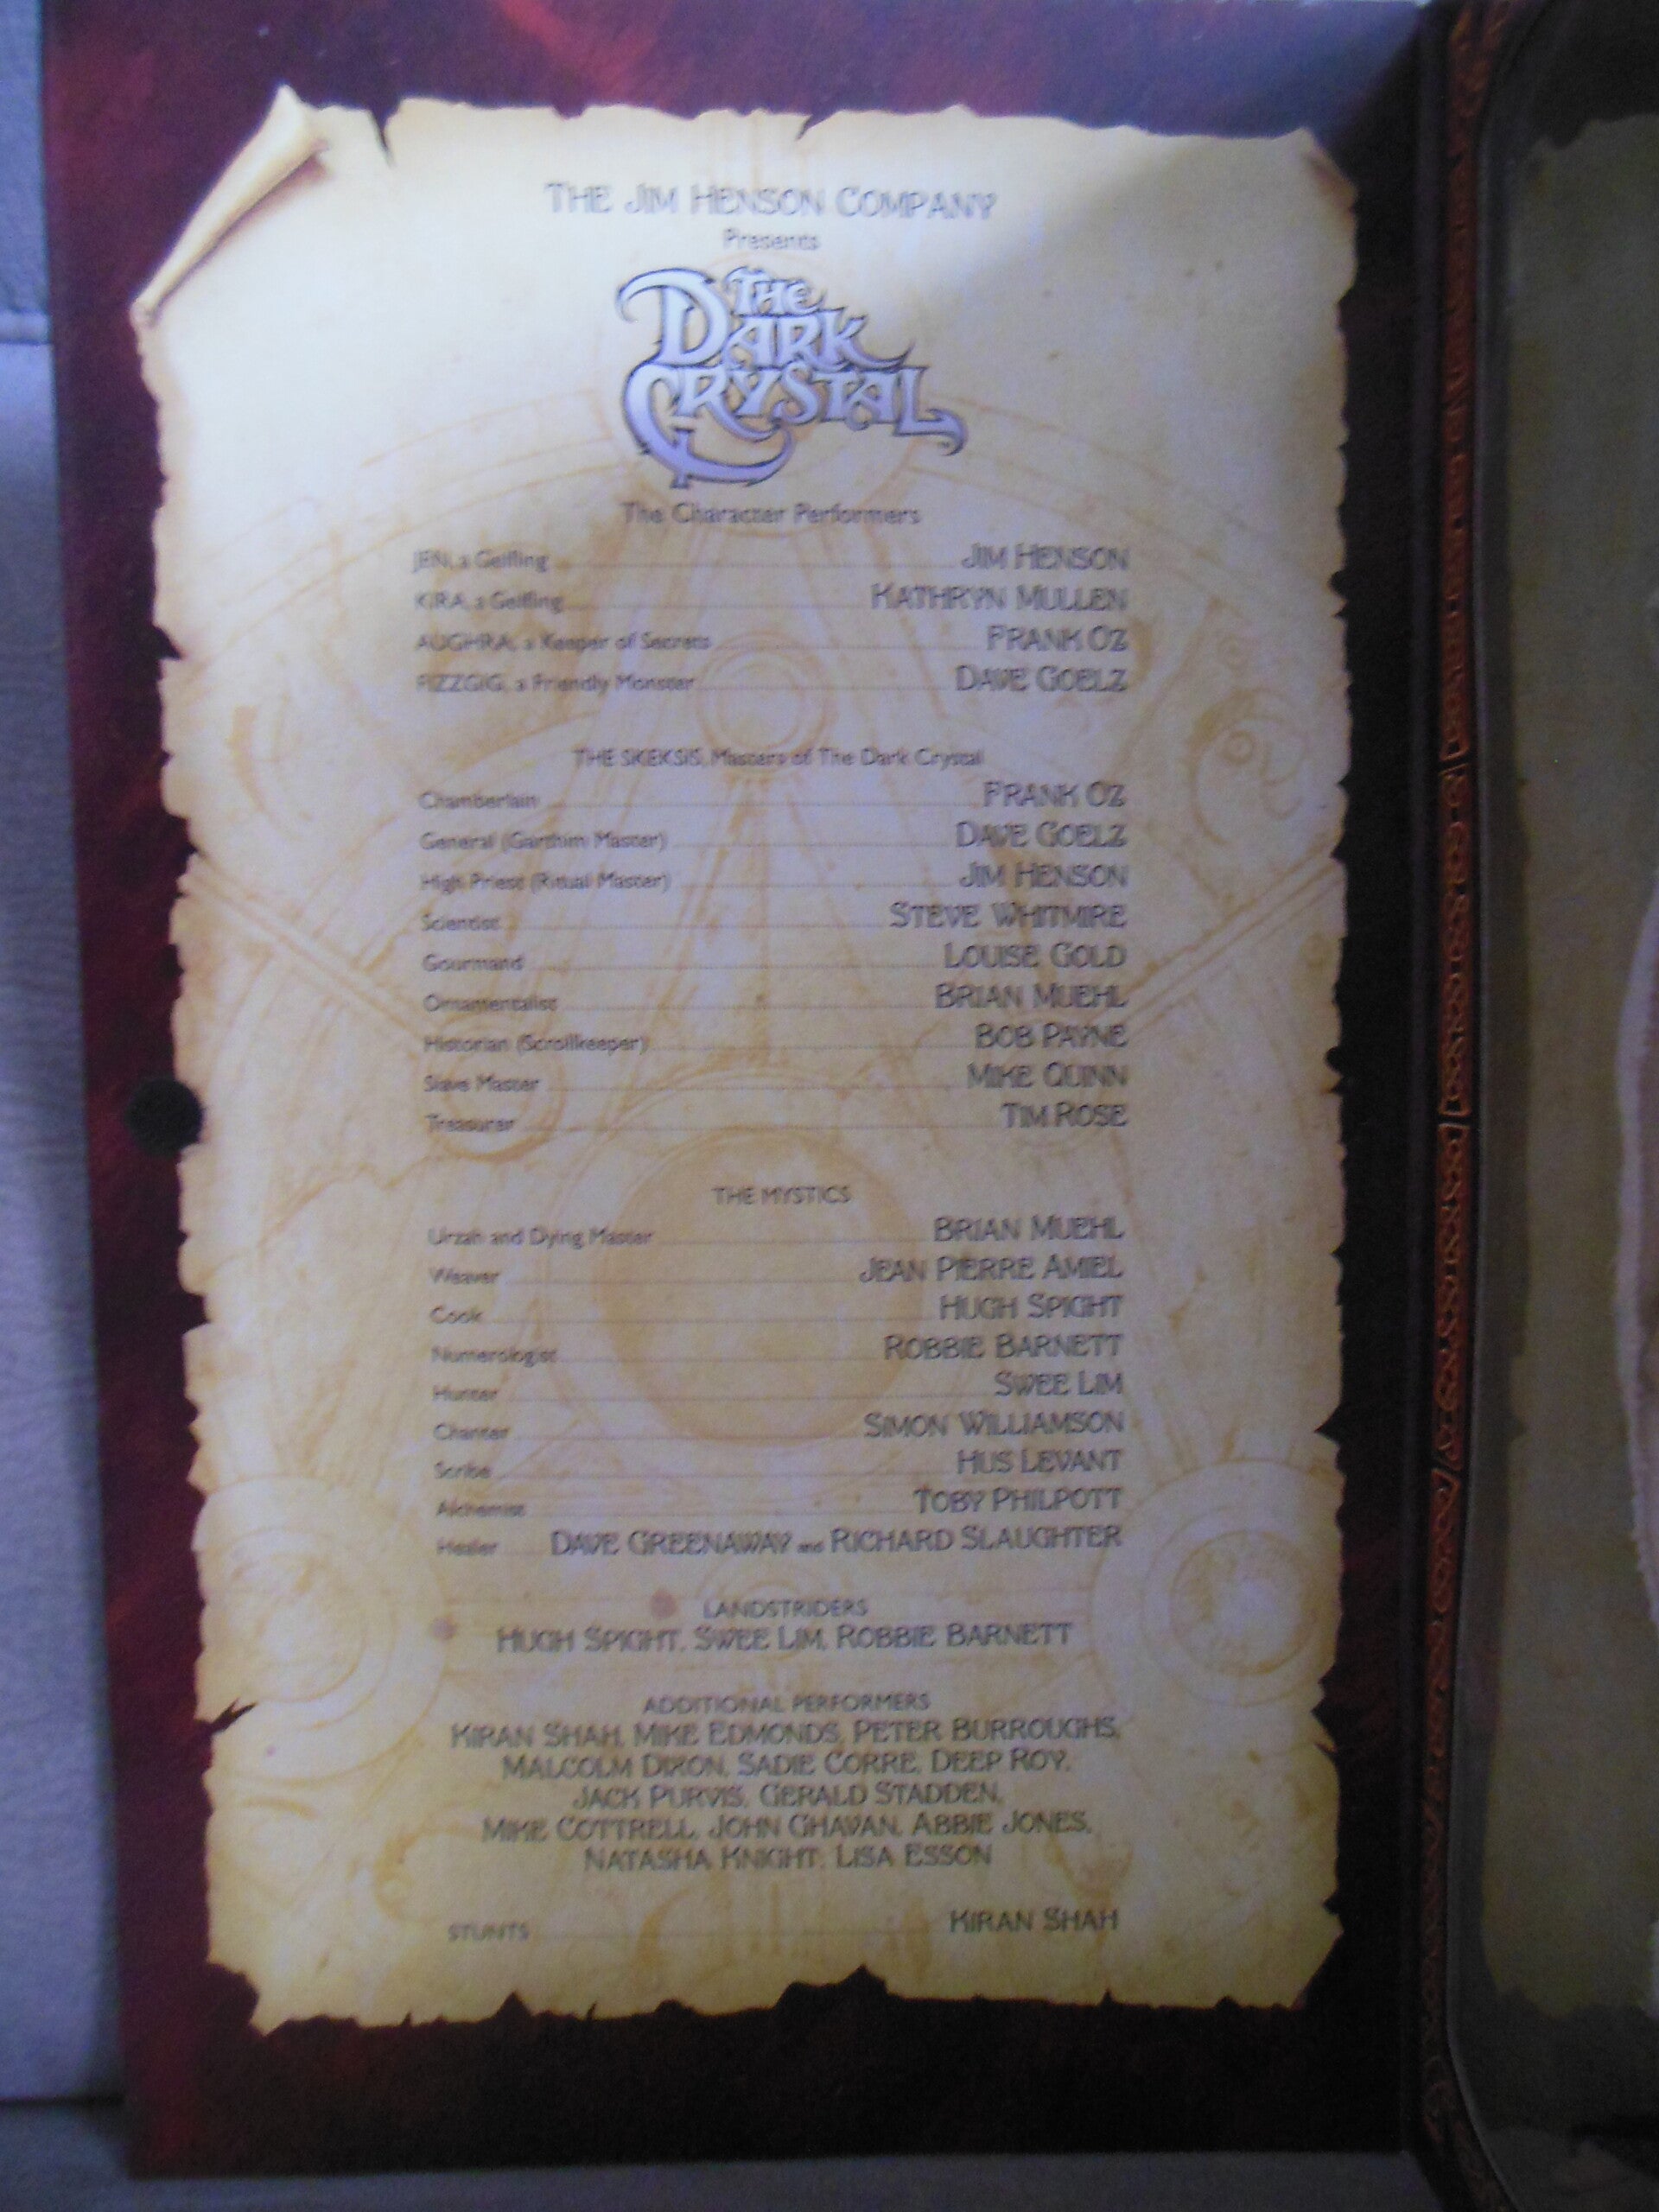 THE JIM HENSON COMPANY
Presents
THE
DARK
CRYSTAL
The Character Performers
JEN, a Gelfling JIM HENSON
KIRA, a Gelfling KATHRYN MULLEN
AUGHRA, a Keeper of Secrets FRANK OZ
FIZZGIG, a Friendly Monster DAVE GOELZ
THE SKEKSIS, Masters of The Dark Crystal
Chamberlain FRANK OZ
General (Garthim Master) DAVE GOELZ
High Priest (Ritual Master) JIM HENSON
Scientist STEVE WHITMIRE
Gourmand LOUISE GOLD
Ornamentalist BRIAN MUEHL
Historian (Scrollkeeper) BOB PAYNE
Slave Master MIKE QUINN
Treasurer TIM ROSE
THE MYSTICS
Urzah and Dying Master BRIAN MUEHL
Weaver JEAN PIERRE AMIEL
Cook HUGH SPIGHT
Numerologist ROBBIE BARNETT
Hunter SWEE LIM
Chanter SIMON WILLIAMSON
Scribe HUS LEVANT
Alchemist TOBY PHILPOTT
Healer DAVE GREENAWAY and RICHARD SLAUGHTER
LANDSTRIDERS
HUGH SPIGHT, SWEE LIM, ROBBIE BARNETT
ADDITIONAL PERFORMERS
KIRAN SHAH, MIKE EDMONDS, PETER BURROUGHS,
MALCOLM DIXON, SADIE CORRE, DEEP ROY,
JACK PURVIS, GERALD STADDEN,
MIKE COTTRELL, JOHN GHAVAN, ABBIE JONES,
NATASHA KNIGHT, LISA ESSON
STUNTS KIRAN SHAH